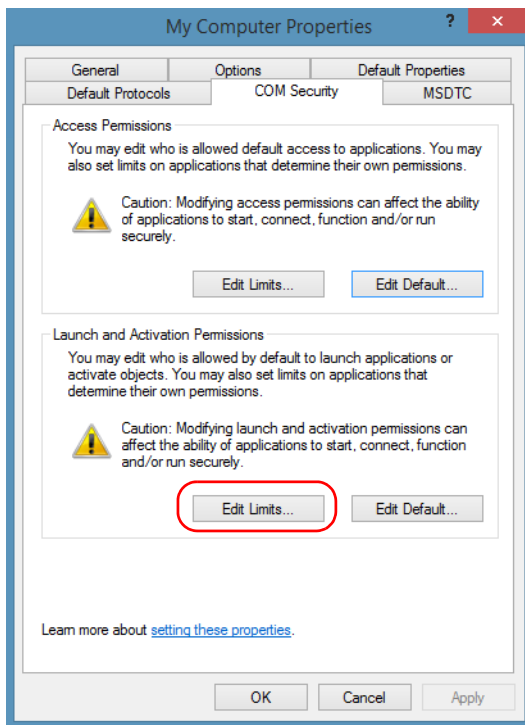 My Computer Properties
?
×
General
Options
Default Properties
Default Protocols
COM Security
MSDTC
Access Permissions
You may edit who is allowed default access to applications. You may
also set limits on applications that determine their own permissions.
Caution: Modifying access permissions can affect the ability
of applications to start, connect, function and/or run
securely.
Edit Limits...
Edit Default...
Launch and Activation Permissions
You may edit who is allowed by default to launch applications or
activate objects. You may also set limits on applications that
determine their own permissions.
Caution: Modifying launch and activation permissions can
affect the ability of applications to start, connect, function
and/or run securely.
Edit Limits...
Edit Default...
Learn more about setting these properties.
OK
Cancel
Apply